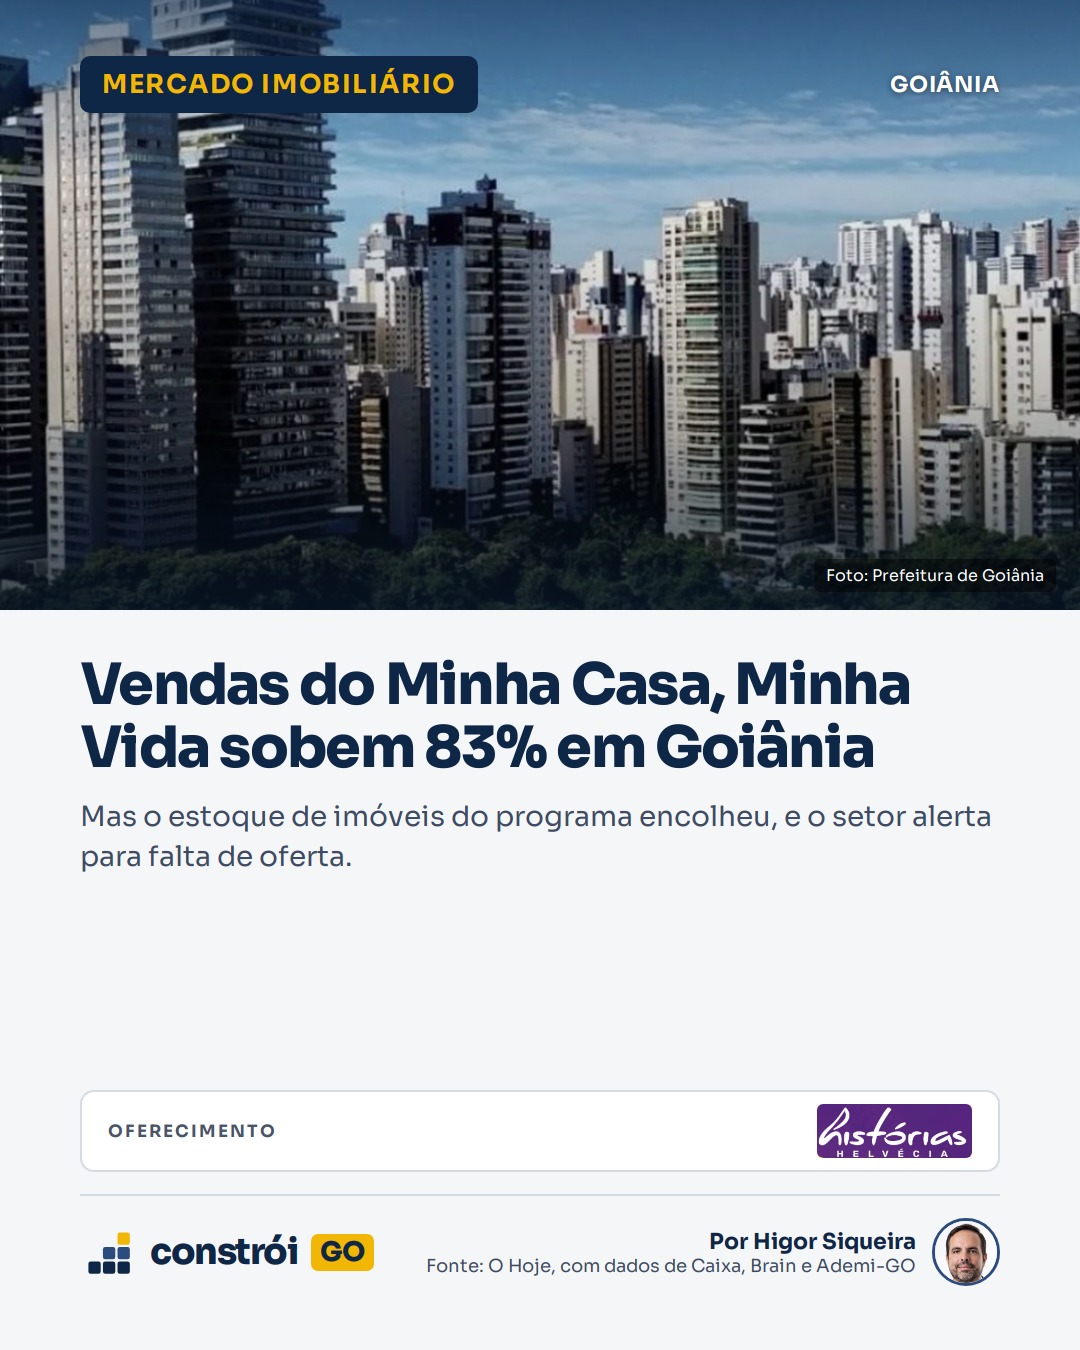 MERCADO IMOBILIÁRIO
GOIÂNIA
Foto: Prefeitura de Goiânia
Vendas do Minha Casa, Minha
Vida sobem 83% em Goiânia
Mas o estoque de imóveis do programa encolheu, e o setor alerta
para falta de oferta.
OFERECIMENTO
histórias
HELVÉCIA
constrói GO
Por Higor Siqueira
Fonte: O Hoje, com dados de Caixa, Brain e Ademi-GO